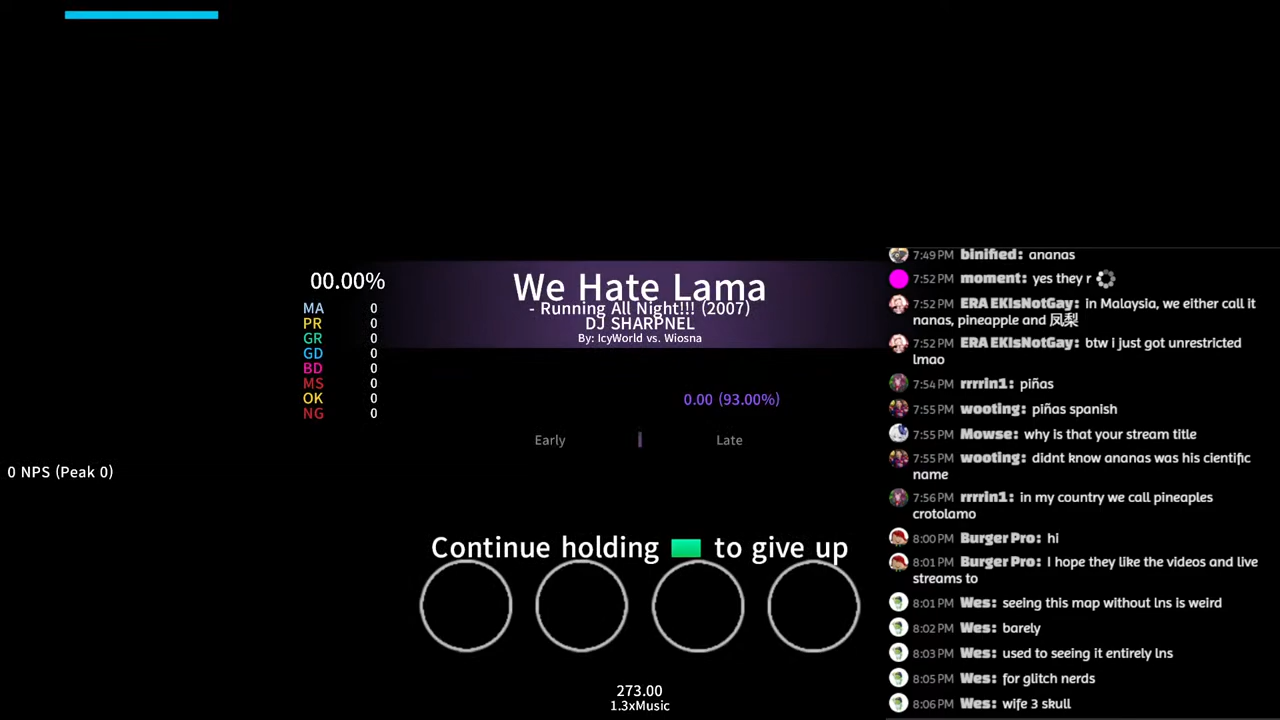 00.00%
MA 0
PR 0
GR 0
GD 0
BD 0
MS 0
OK 0
NG 0
0 NPS (Peak 0)
We Hate Lama
- Running All Night!!! (2007)
DJ SHARPNEL
By: IcyWorld vs. Wiosna
0.00 (93.00%)
Early Late
Continue holding to give up
273.00
1.3xMusic
7:49 PM binified: ananas
7:52 PM moment: yes they r
7:52 PM ERA EKIsNotGay: in Malaysia, we either call it
nanas, pineapple and 凤梨
7:52 PM ERA EKIsNotGay: btw i just got unrestricted
lmao
7:54 PM rrrrin1: piñas
7:55 PM wooting: piñas spanish
7:55 PM Mowse: why is that your stream title
7:55 PM wooting: didnt know ananas was his cientific
name
7:56 PM rrrrin1: in my country we call pineaples
crotolamo
8:00 PM Burger Pro: hi
8:01 PM Burger Pro: I hope they like the videos and live
streams to
8:01 PM Wes: seeing this map without lns is weird
8:02 PM Wes: barely
8:03 PM Wes: used to seeing it entirely lns
8:05 PM Wes: for glitch nerds
8:06 PM Wes: wife 3 skull